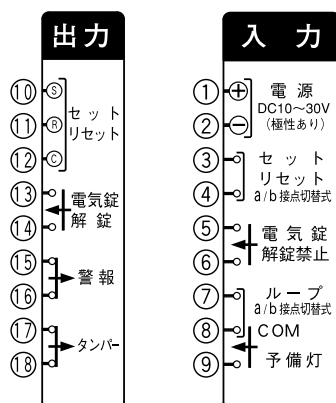 出力
⑩ Ⓢ
⑪ Ⓡ
⑫ Ⓒ
セット
リセット
⑬
⑭
電気錠
解錠
⑮
⑯
警報
⑰
⑱
タンパー
入力
① ⊕
② ⊖
電源
DC10〜30V
(極性あり)
③
④
セット
リセット
a/b接点切替式
⑤
⑥
電気錠
解錠禁止
⑦
ループ
a/b接点切替式
⑧ COM
⑨ 予備灯